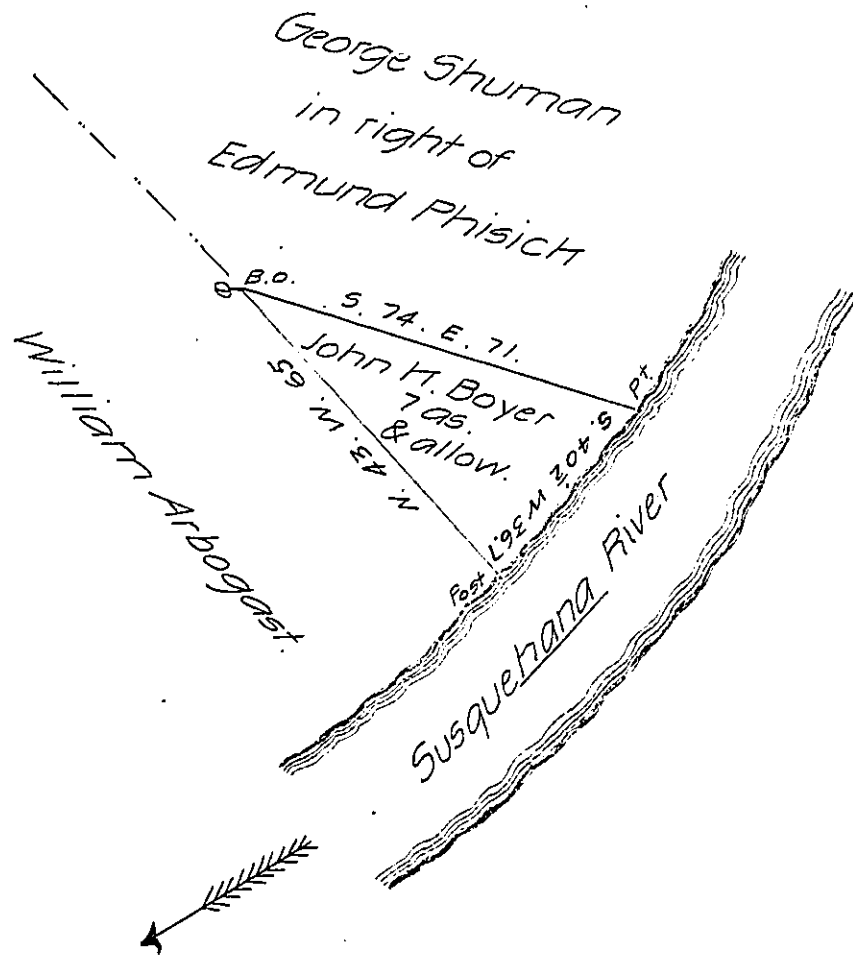 George Shuman
in right of
Edmund Phisick
B.O.
S. 74. E. 71.
John H. Boyer
7 as.
& allow.
N. 43. W. 65
Pt.
S. 40½. W 36.7
Post
William Arbogast.
Susquehana River